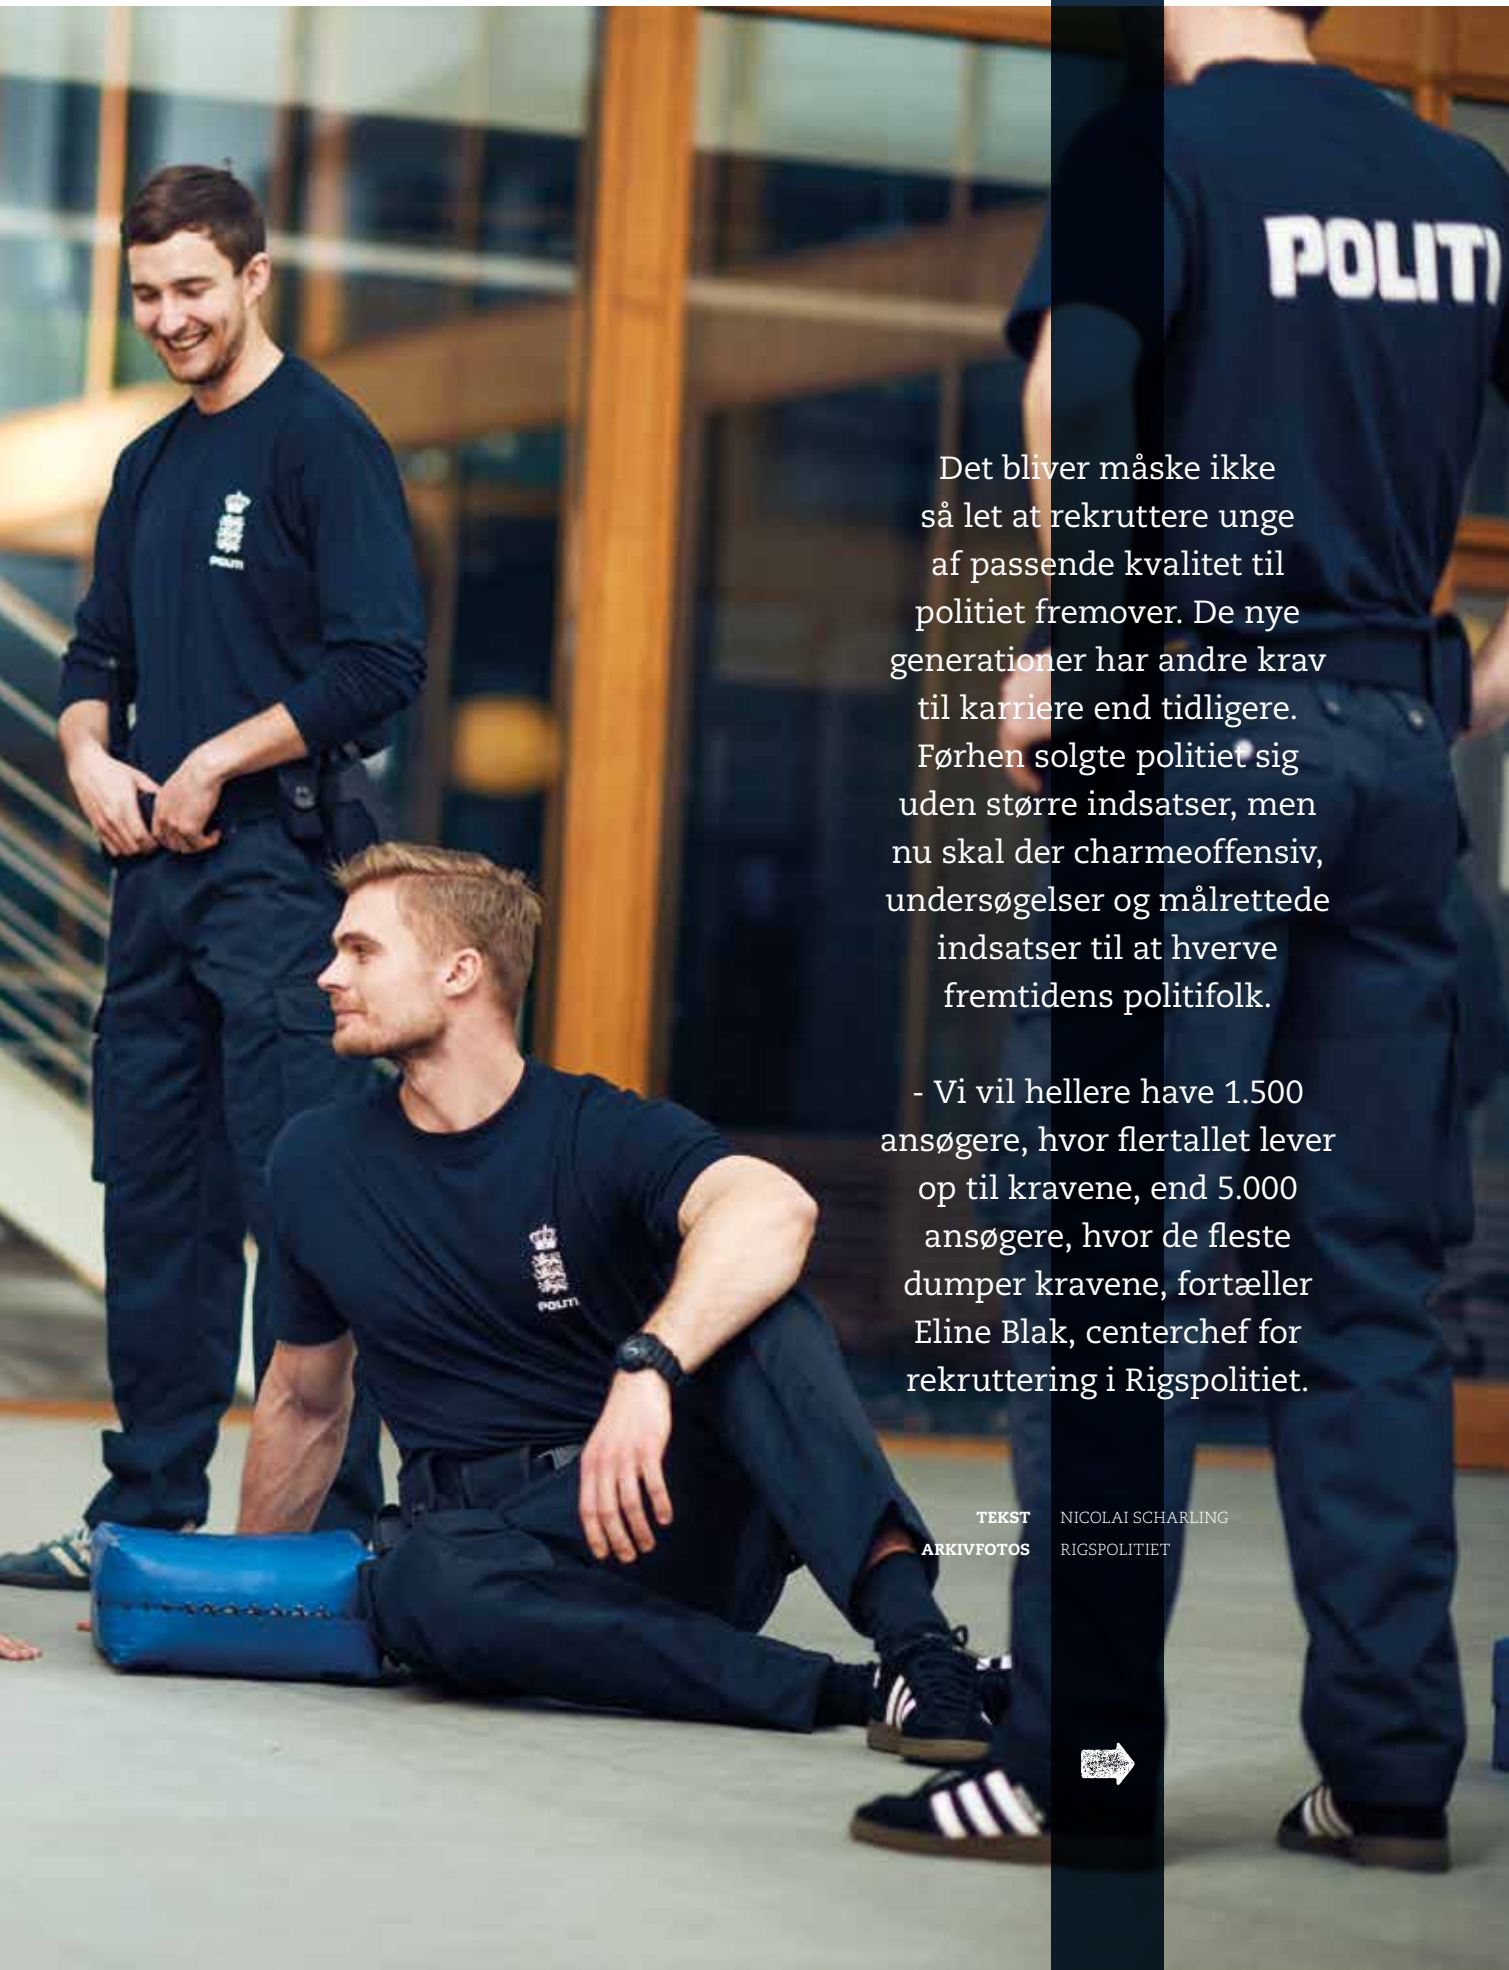 POLITI
POLITI
Det bliver måske ikke
så let at rekruttere unge
af passende kvalitet til
politiet fremover. De nye
generationer har andre krav
til karriere end tidligere.
Førhen solgte politiet sig
uden større indsatser, men
nu skal der charmeoffensiv,
undersøgelser og målrettede
indsatser til at hverve
fremtidens politifolk.
- Vi vil hellere have 1.500
ansøgere, hvor flertallet lever
op til kravene, end 5.000
ansøgere, hvor de fleste
dumper kravene, fortæller
Eline Blak, centerchef for
rekruttering i Rigspolitiet.
POLITI
TEKST NICOLAI SCHARLING
ARKIVFOTOS RIGSPOLITIET